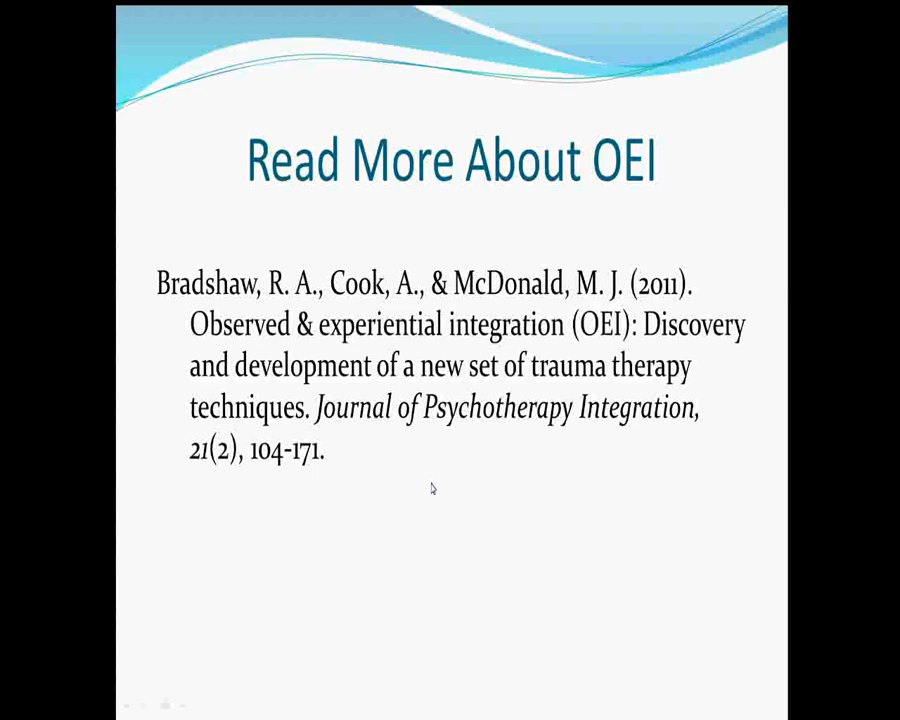 Read More About OEI
Bradshaw, R. A., Cook, A., & McDonald, M. J. (2011).
Observed & experiential integration (OEI): Discovery
and development of a new set of trauma therapy
techniques. Journal of Psychotherapy Integration,
21(2), 104-171.